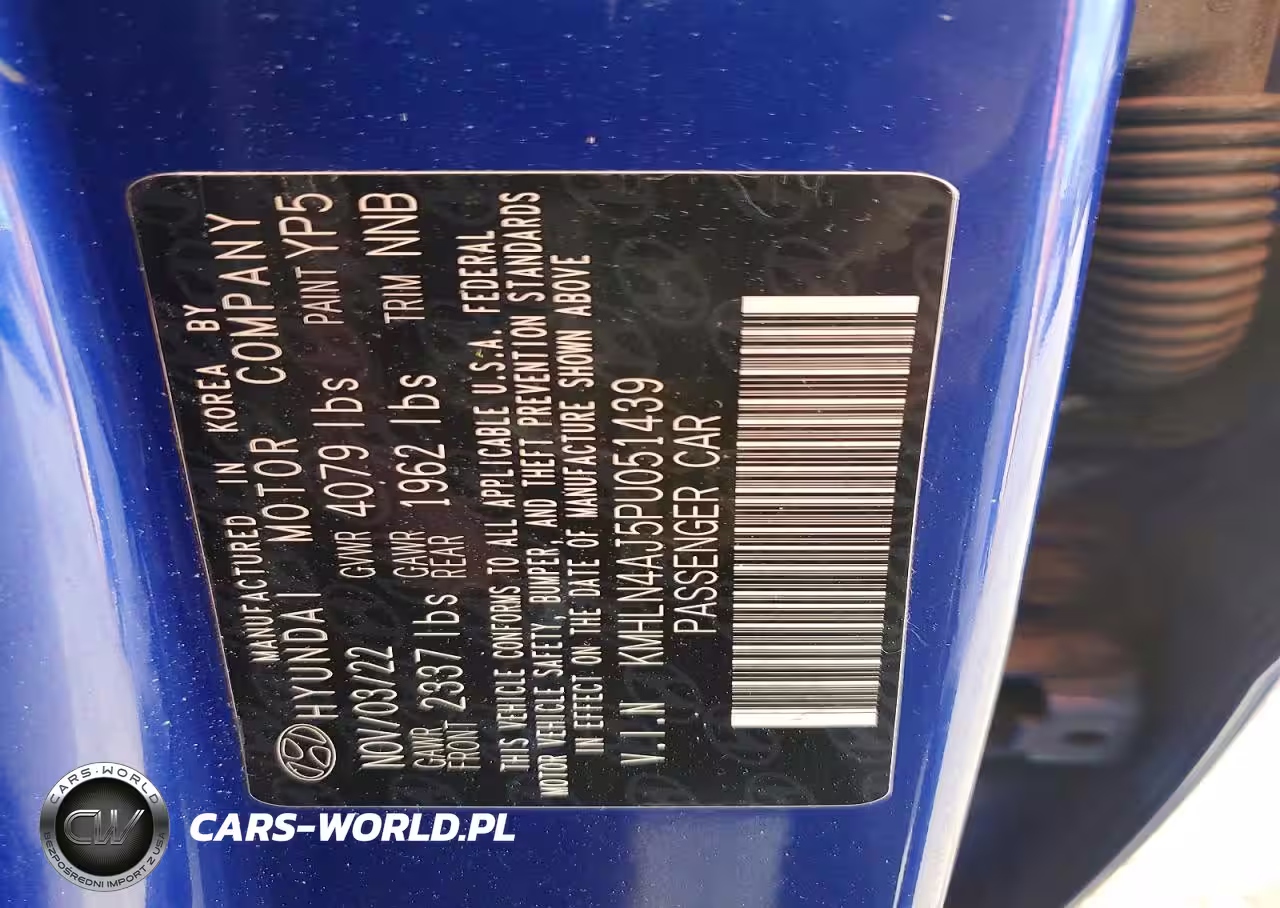 MANUFACTURED IN KOREA BY
HYUNDAI MOTOR COMPANY
NOV/03/22 GVWR 4079 lbs PAINT YP5
GAWR FRONT 2337 lbs GAWR REAR 1962 lbs TRIM NNB
THIS VEHICLE CONFORMS TO ALL APPLICABLE U.S.A. FEDERAL
MOTOR VEHICLE SAFETY, BUMPER, AND THEFT PREVENTION STANDARDS
IN EFFECT ON THE DATE OF MANUFACTURE SHOWN ABOVE
V.I.N KMHLN4AJ5PU051439
PASSENGER CAR
CARS-WORLD
CW
BEZPOŚREDNI IMPORT Z USA
CARS-WORLD.PL